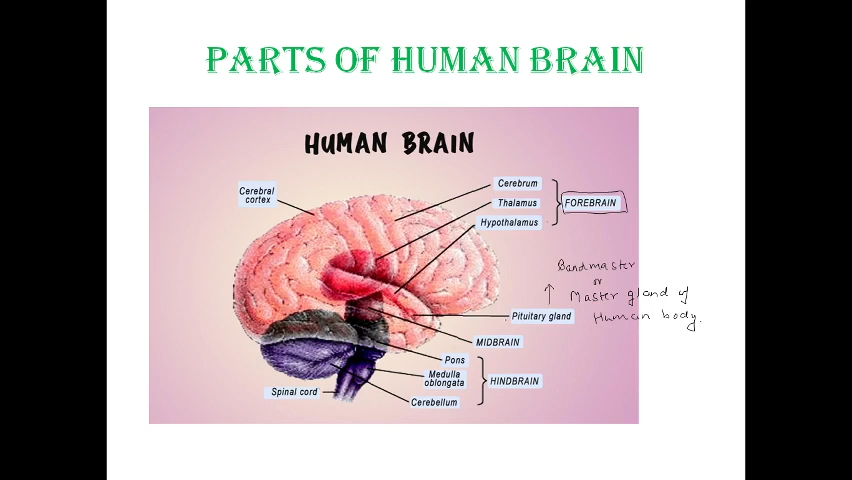 PARTS OF HUMAN BRAIN
HUMAN BRAIN
Cerebral
cortex
Cerebrum
Thalamus
Hypothalamus
FOREBRAIN
Bandmaster
or
Master gland of
Human body.
Pituitary gland
MIDBRAIN
Pons
Medulla
oblongata
Cerebellum
HINDBRAIN
Spinal cord